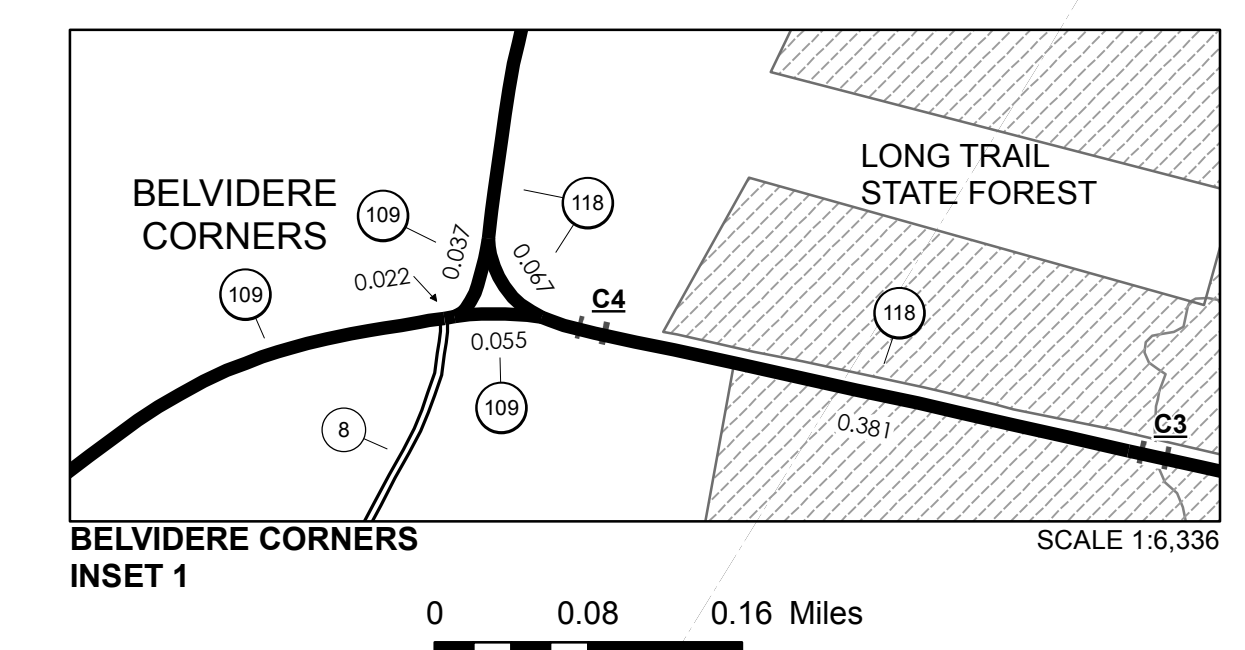 LONG TRAIL
STATE FOREST
BELVIDERE
CORNERS
109
118
0.037
0.067
0.022
109
C4
118
0.055
109
8
0.381
C3
BELVIDERE CORNERS
INSET 1
SCALE 1:6,336
0 0.08 0.16 Miles